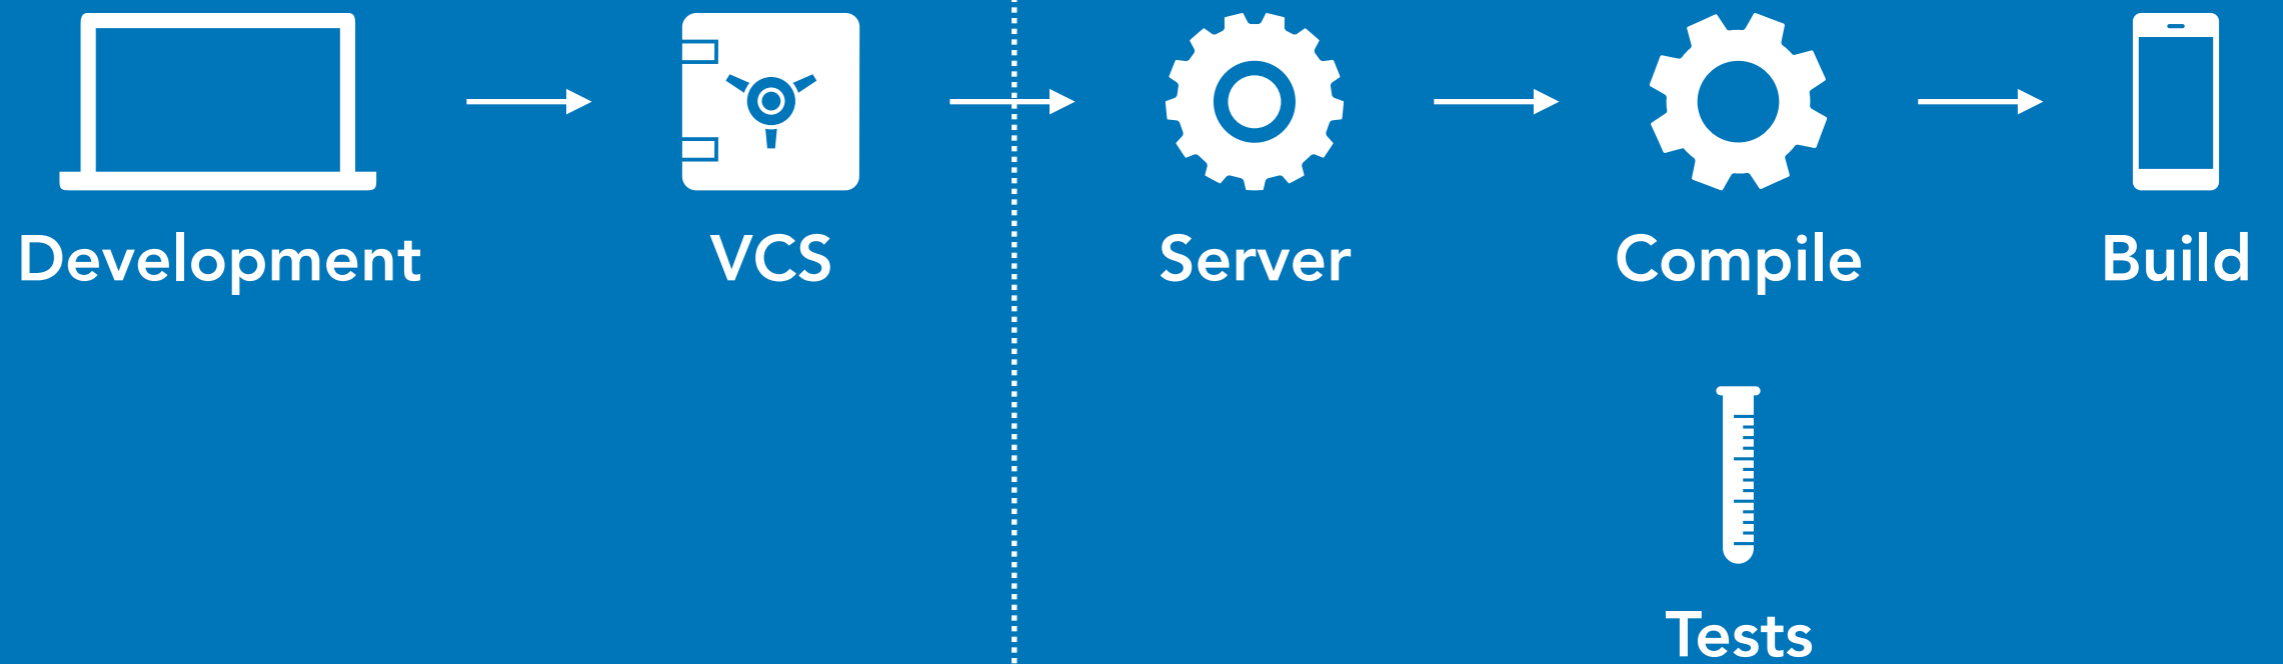 Development
VCS
Server
Compile
Build
Tests